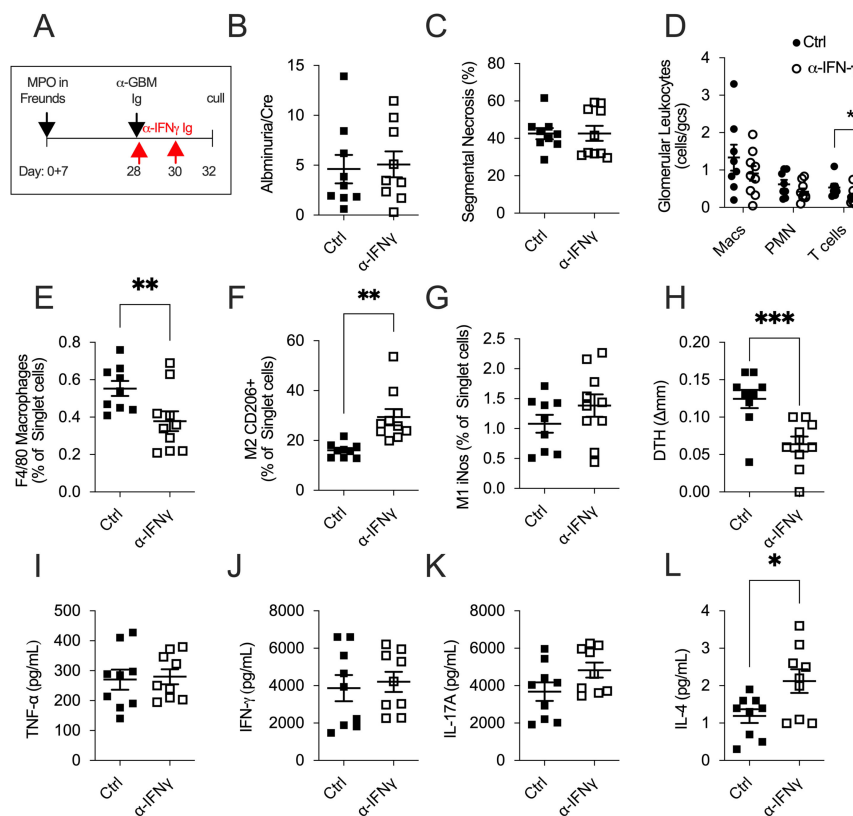 A
MPO in
Freunds
α-GBM
Ig
cull
α-IFNγ Ig
Day: 0+7
28
30
32
B
Albminuria/Cre
20
15
10
5
0
Ctrl
α-IFNγ
C
Segmental Necrosis (%)
80
60
40
20
0
Ctrl
α-IFNγ
D
Glomerular Leukocytes
(cells/gcs)
4
3
2
1
0
Ctrl
α-IFN-γ
*
Macs
PMN
T cells
E
**
F4/80 Macrophages
(% of Singlet cells)
0.8
0.6
0.4
0.2
0.0
Ctrl
α-IFNγ
F
**
M2 CD206+
(% of Singlet cells)
60
40
20
0
Ctrl
α-IFNγ
G
M1 iNos (% of Singlet cells)
2.5
2.0
1.5
1.0
0.5
0.0
Ctrl
α-IFNγ
H
***
DTH (Δmm)
0.20
0.15
0.10
0.05
0.00
Ctrl
α-IFNγ
I
TNF-α (pg/mL)
500
400
300
200
100
0
Ctrl
α-IFNγ
J
IFN-γ (pg/mL)
8000
6000
4000
2000
0
Ctrl
α-IFNγ
K
IL-17A (pg/mL)
8000
6000
4000
2000
0
Ctrl
α-IFNγ
L
*
IL-4 (pg/mL)
4
3
2
1
0
Ctrl
α-IFNγ